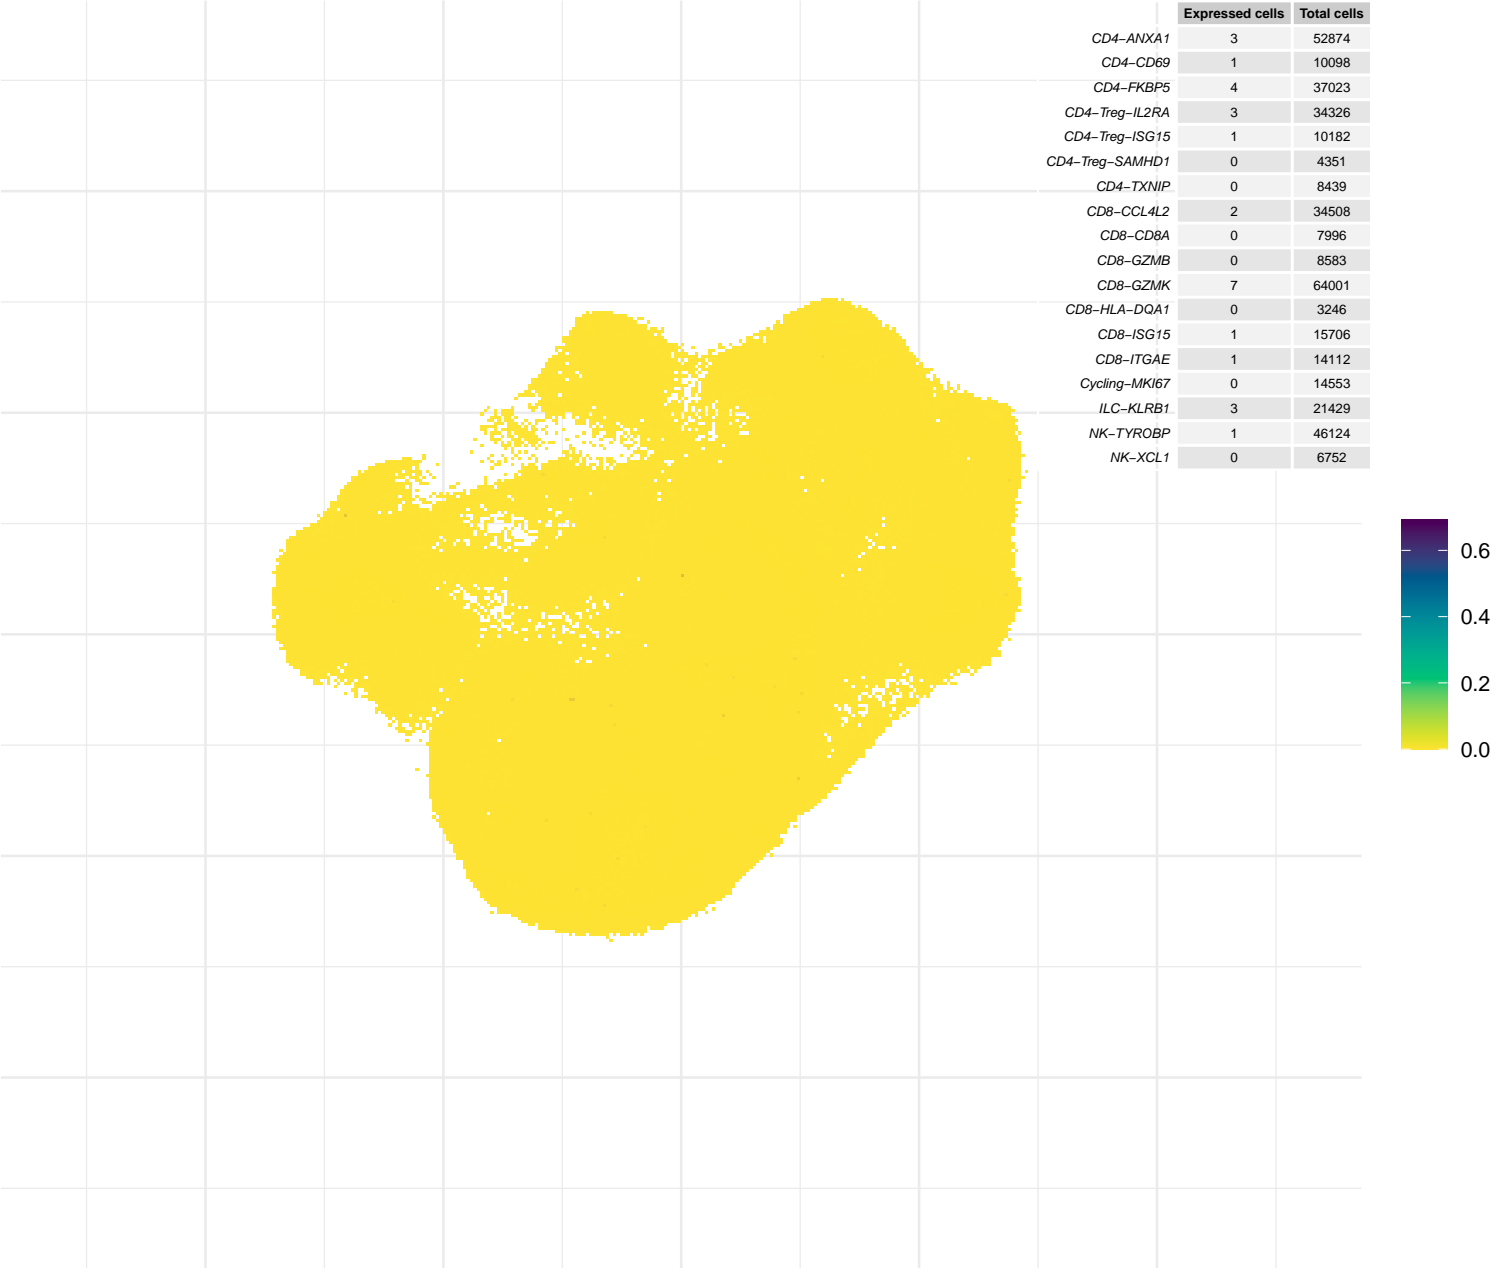 Expressed cells Total cells
CD4−ANXA1 3 52874
CD4−CD69 1 10098
CD4−FKBP5 4 37023
CD4−Treg−IL2RA 3 34326
CD4−Treg−ISG15 1 10182
CD4−Treg−SAMHD1 0 4351
CD4−TXNIP 0 8439
CD8−CCL4L2 2 34508
CD8−CD8A 0 7996
CD8−GZMB 0 8583
CD8−GZMK 7 64001
CD8−HLA−DQA1 0 3246
CD8−ISG15 1 15706
CD8−ITGAE 1 14112
Cycling−MKI67 0 14553
ILC−KLRB1 3 21429
NK−TYROBP 1 46124
NK−XCL1 0 6752
0.6
0.4
0.2
0.0